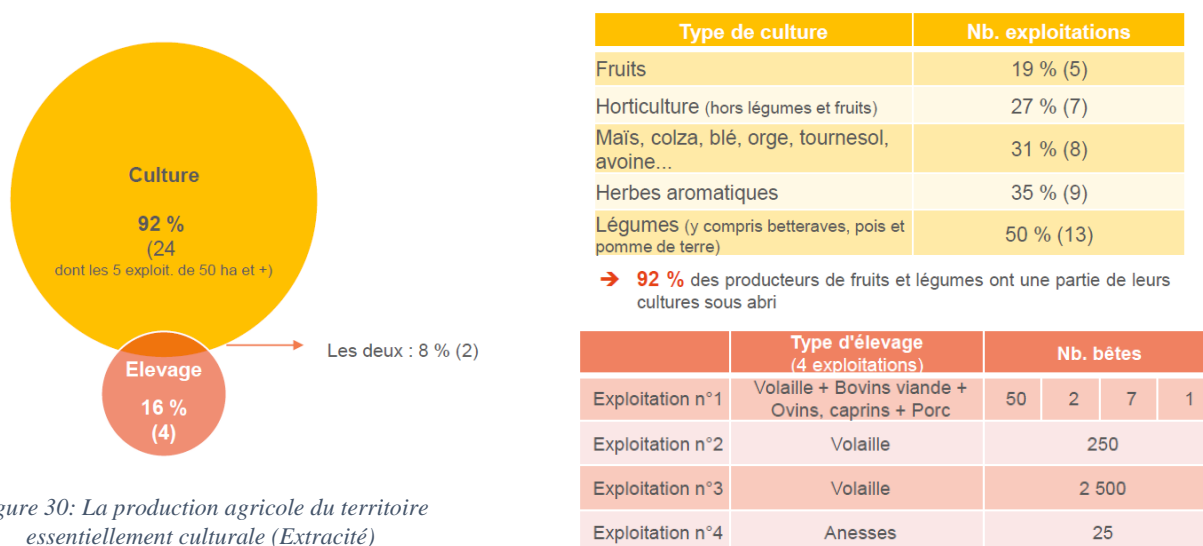 Culture
92 %
(24
dont les 5 exploit. de 50 ha et +)
Elevage
16 %
(4)
Les deux : 8 % (2)
gure 30: La production agricole du territoire
essentiellement culturale (Extracité)
Type de culture Nb. exploitations
Fruits 19 % (5)
Horticulture (hors légumes et fruits) 27 % (7)
Maïs, colza, blé, orge, tournesol,
avoine... 31 % (8)
Herbes aromatiques 35 % (9)
Légumes (y compris betteraves, pois et
pomme de terre) 50 % (13)
➔ 92 % des producteurs de fruits et légumes ont une partie de leurs
cultures sous abri
Type d'élevage
(4 exploitations) Nb. bêtes
Exploitation n°1 Volaille + Bovins viande +
Ovins, caprins + Porc 50 2 7 1
Exploitation n°2 Volaille 250
Exploitation n°3 Volaille 2 500
Exploitation n°4 Anesses 25